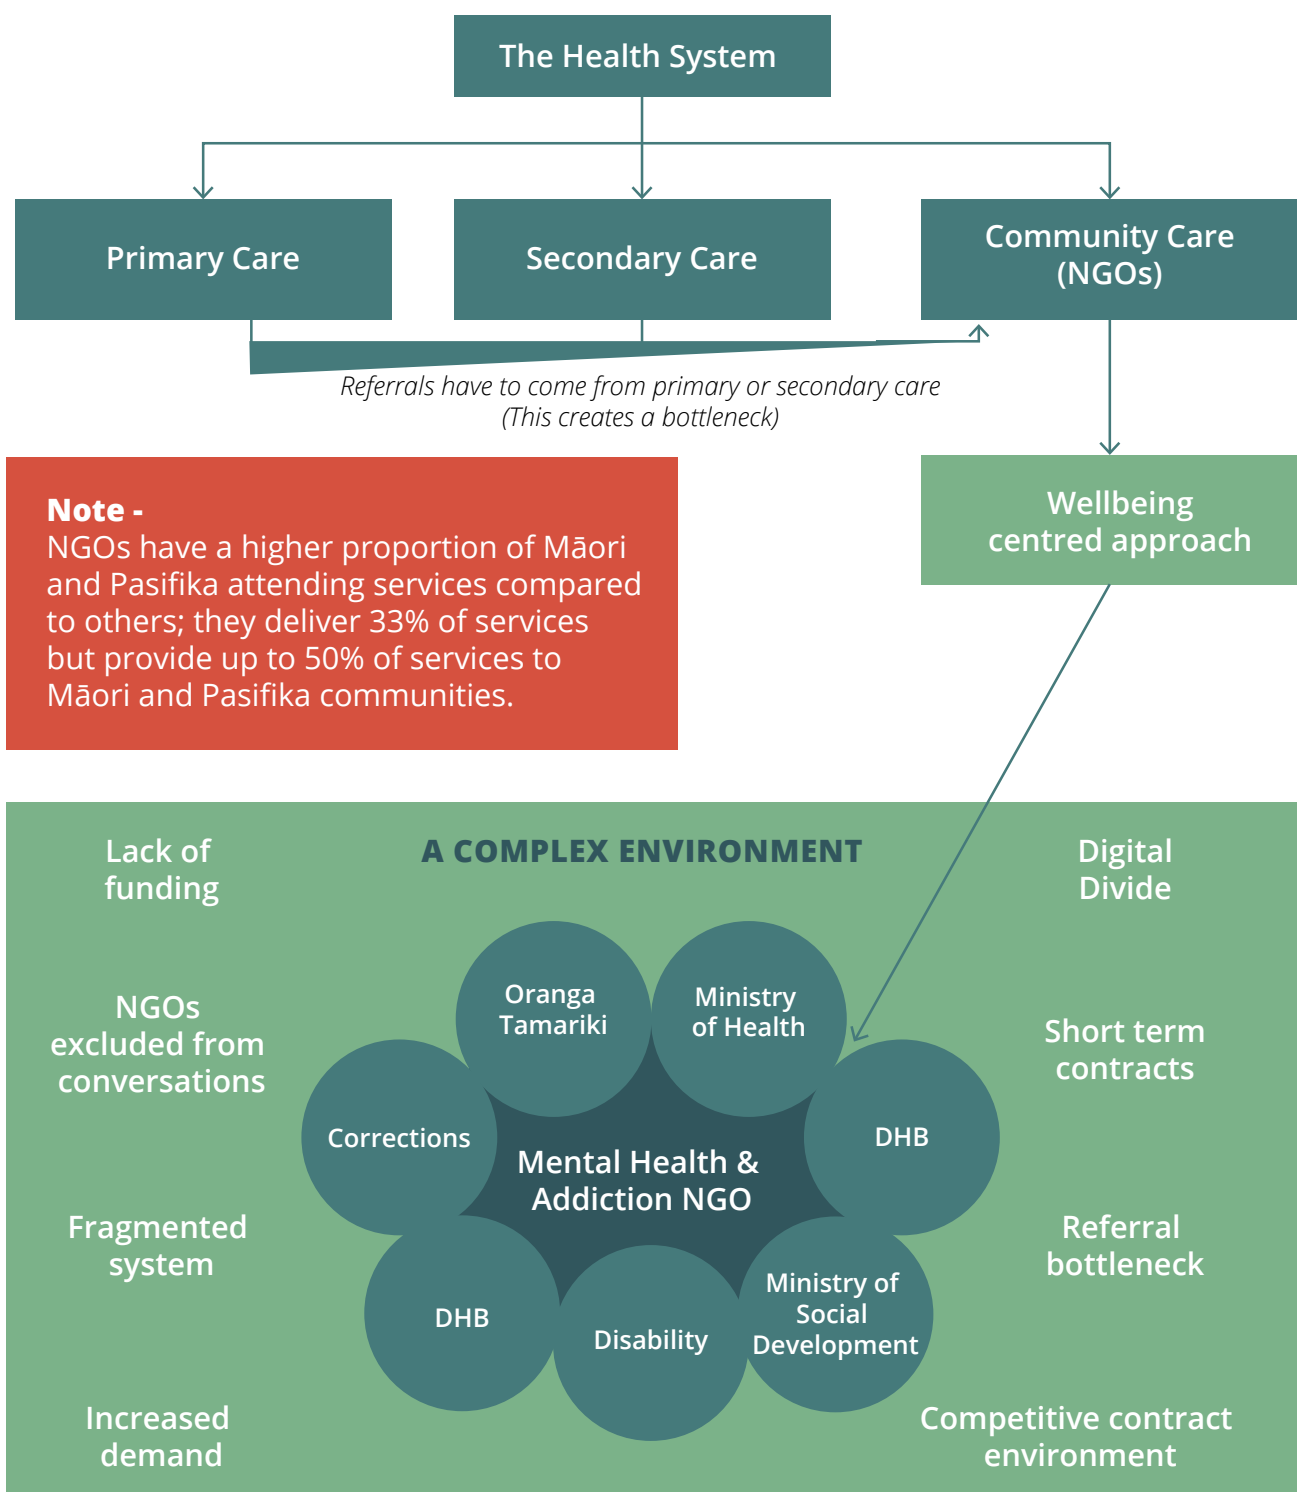 The Health System
Primary Care
Secondary Care
Community Care
(NGOs)
Referrals have to come from primary or secondary care
(This creates a bottleneck)
Note -
NGOs have a higher proportion of Māori
and Pasifika attending services compared
to others; they deliver 33% of services
but provide up to 50% of services to
Māori and Pasifika communities.
Wellbeing
centred approach
A COMPLEX ENVIRONMENT
Lack of
funding
NGOs
excluded from
conversations
Fragmented
system
Increased
demand
Oranga
Tamariki
Ministry
of Health
Corrections
DHB
Mental Health &
Addiction NGO
DHB
Disability
Ministry of
Social
Development
Digital
Divide
Short term
contracts
Referral
bottleneck
Competitive contract
environment